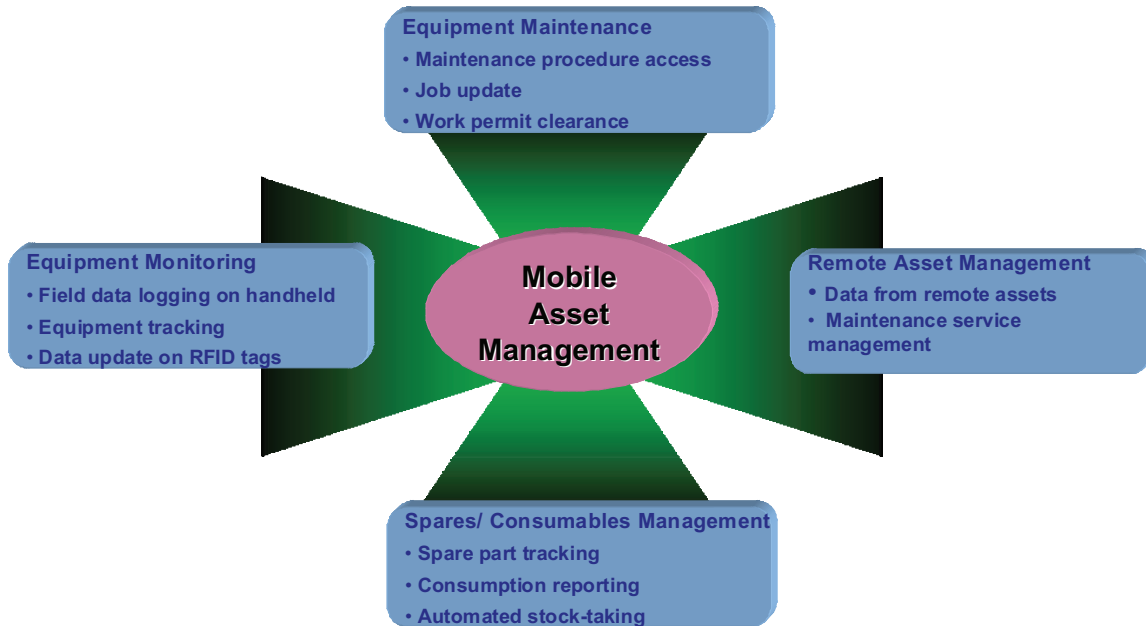 Equipment Maintenance
• Maintenance procedure access
• Job update
• Work permit clearance
Equipment Monitoring
• Field data logging on handheld
• Equipment tracking
• Data update on RFID tags
Mobile
Asset
Management
Remote Asset Management
• Data from remote assets
• Maintenance service
management
Spares/ Consumables Management
• Spare part tracking
• Consumption reporting
• Automated stock-taking